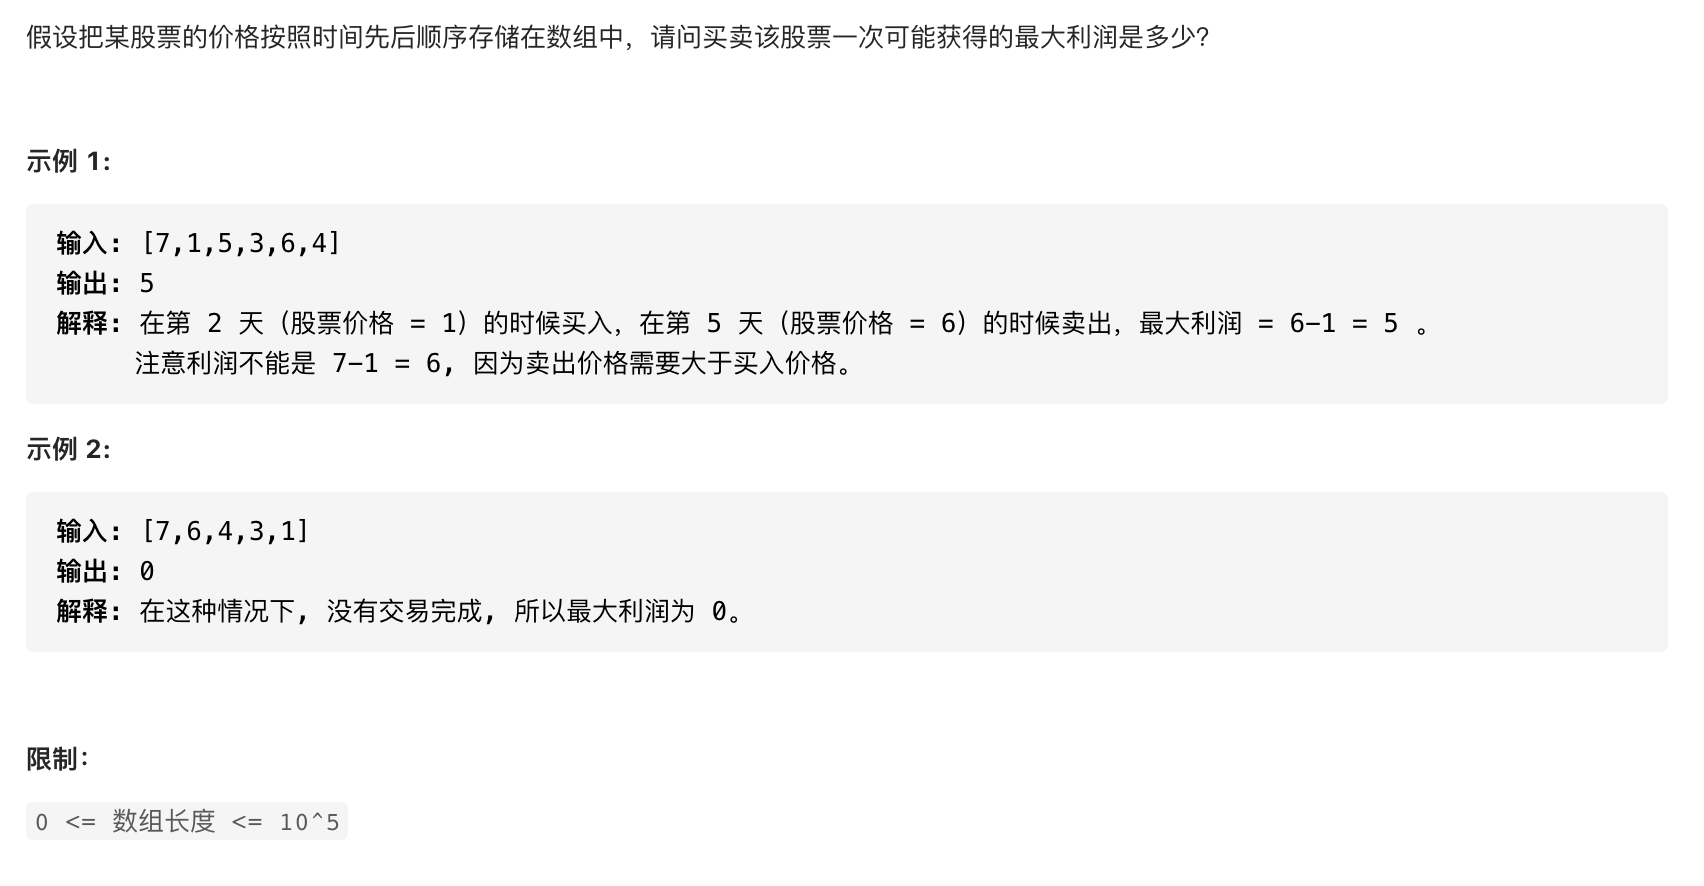 假设把某股票的价格按照时间先后顺序存储在数组中，请问买卖该股票一次可能获得的最大利润是多少？
示例 1:
输入: [7,1,5,3,6,4]
输出: 5
解释: 在第 2 天（股票价格 = 1）的时候买入，在第 5 天（股票价格 = 6）的时候卖出，最大利润 = 6-1 = 5 。
注意利润不能是 7-1 = 6, 因为卖出价格需要大于买入价格。
示例 2:
输入: [7,6,4,3,1]
输出: 0
解释: 在这种情况下, 没有交易完成, 所以最大利润为 0。
限制：
0 <= 数组长度 <= 10^5